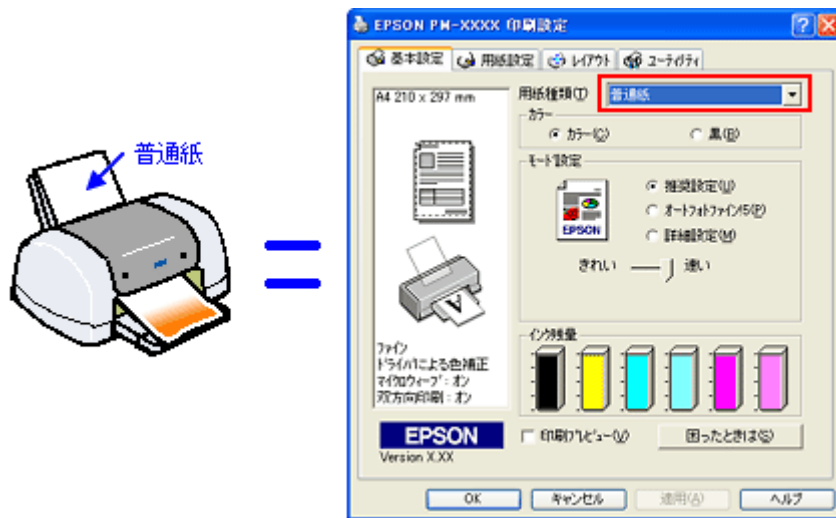 普通紙
EPSON PM-XXXX 印刷設定
基本設定 用紙設定 レイアウト ユーティリティ
A4 210 x 297 mm
用紙種類(T) 普通紙
カラー
カラー(C) 黒(B)
モード設定
推奨設定(U)
オートフォトファイン!5(P)
詳細設定(M)
EPSON
きれい 速い
ファイン
ドライバによる色補正
マイクロウィーブ：オン
双方向印刷：オン
インク残量
EPSON
Version X.XX
印刷プレビュー(V) 困ったときは(S)
OK キャンセル 適用(A) ヘルプ